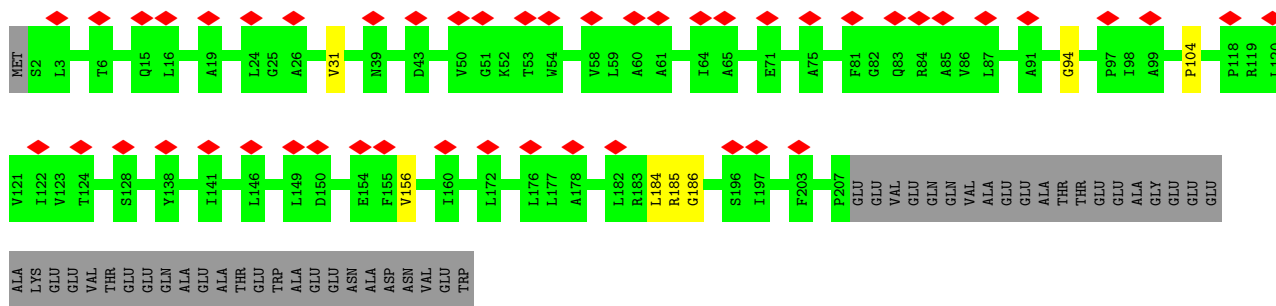 MET S2 L3 T6 Q15 L16 A19 L24 G25 A26 V31 N39 D43 V50 G51 K52 T53 W54 V58 L59 A60 A61 I64 A65 E71 A75 F81 G82 Q83 R84 A85 V86 L87 A91 G94 P97 I98 A99 P104 P118 R119 L120
V121 I122 V123 T124 S128 Y138 I141 L146 L149 D150 E154 F155 V156 I160 L172 L176 L177 A178 L182 R183 L184 R185 G186 S196 I197 F203 P207 GLU GLU VAL GLU GLN GLN VAL ALA GLU GLU ALA THR THR GLU GLU ALA GLY GLU GLU GLU
ALA LYS GLU GLU VAL THR GLU GLU GLN ALA GLU ALA THR GLU TRP ALA GLU GLU ASN ALA ASP ASN VAL GLU TRP